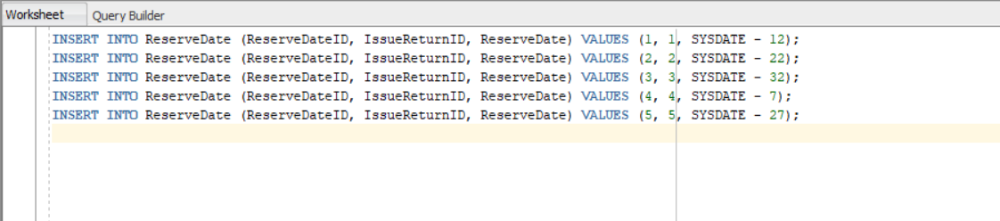 Worksheet Query Builder
INSERT INTO ReserveDate (ReserveDateID, IssueReturnID, ReserveDate) VALUES (1, 1, SYSDATE - 12);
INSERT INTO ReserveDate (ReserveDateID, IssueReturnID, ReserveDate) VALUES (2, 2, SYSDATE - 22);
INSERT INTO ReserveDate (ReserveDateID, IssueReturnID, ReserveDate) VALUES (3, 3, SYSDATE - 32);
INSERT INTO ReserveDate (ReserveDateID, IssueReturnID, ReserveDate) VALUES (4, 4, SYSDATE - 7);
INSERT INTO ReserveDate (ReserveDateID, IssueReturnID, ReserveDate) VALUES (5, 5, SYSDATE - 27);